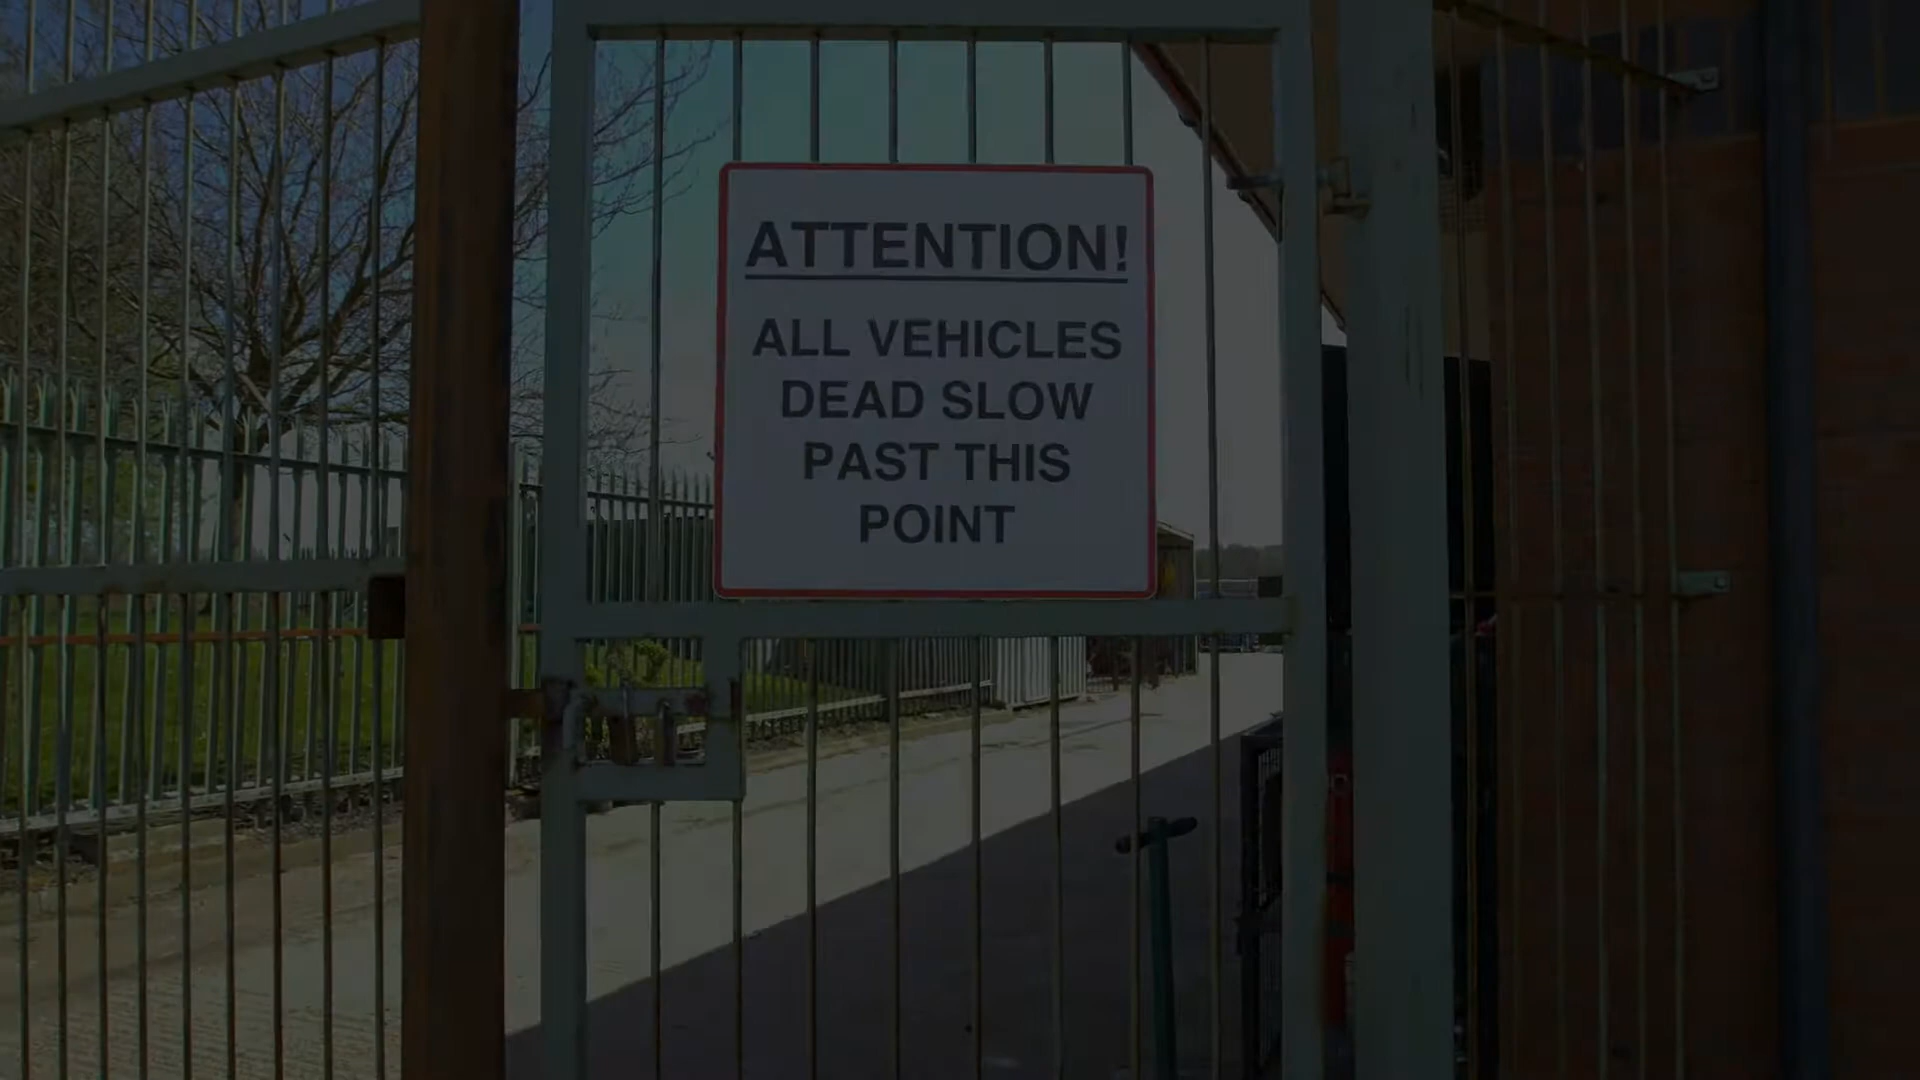 ATTENTION!
ALL VEHICLES
DEAD SLOW
PAST THIS
POINT